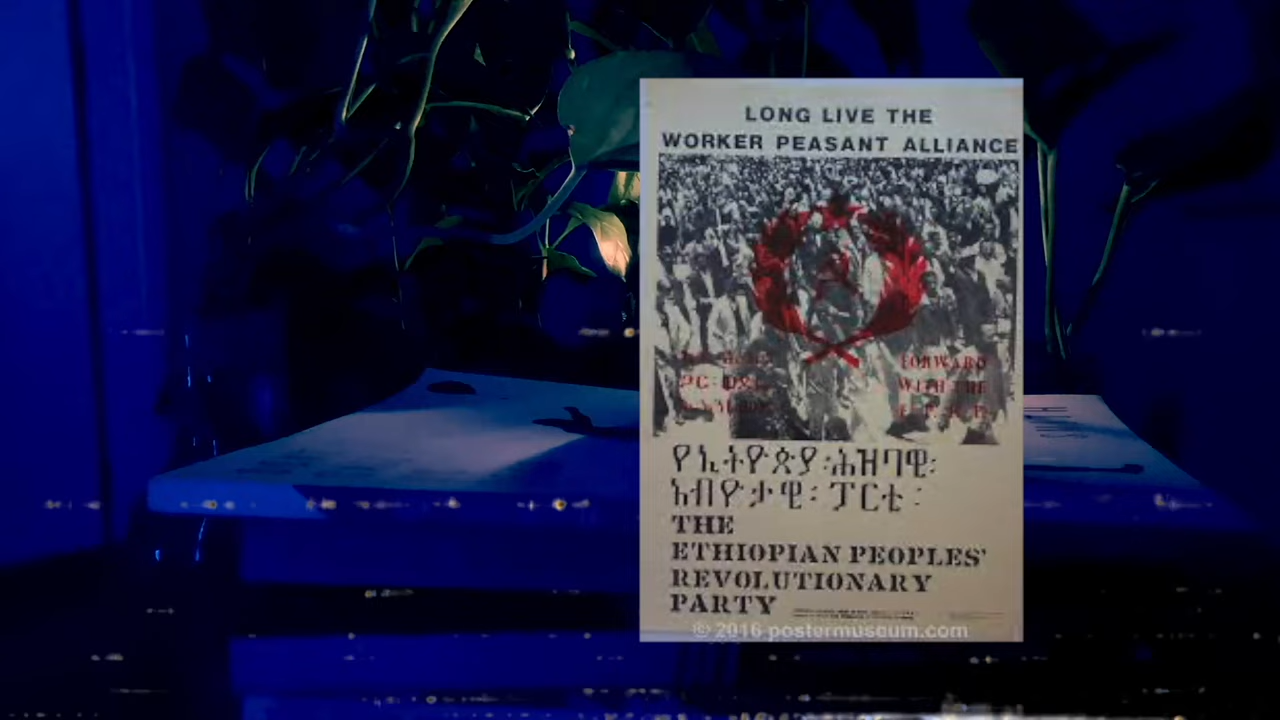 LONG LIVE THE
WORKER PEASANT ALLIANCE
FORWARD
WITH THE
E. P. R. P.
የኢትዮጵያ፡ሕዝባዊ፡
አብዮታዊ፡ ፓርቲ፡
THE
ETHIOPIAN PEOPLES'
REVOLUTIONARY
PARTY
© 2016 postermuseum.com